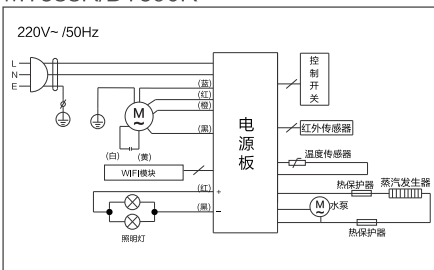 220V~ /50Hz
L
N
E
M
~
(蓝)
(红)
(橙)
(黑)
(白)
(黄)
WIFI模块
(红)
+
(黑)
−
照明灯
电源板
控制开关
红外传感器
温度传感器
热保护器
蒸汽发生器
M
~
水泵
热保护器